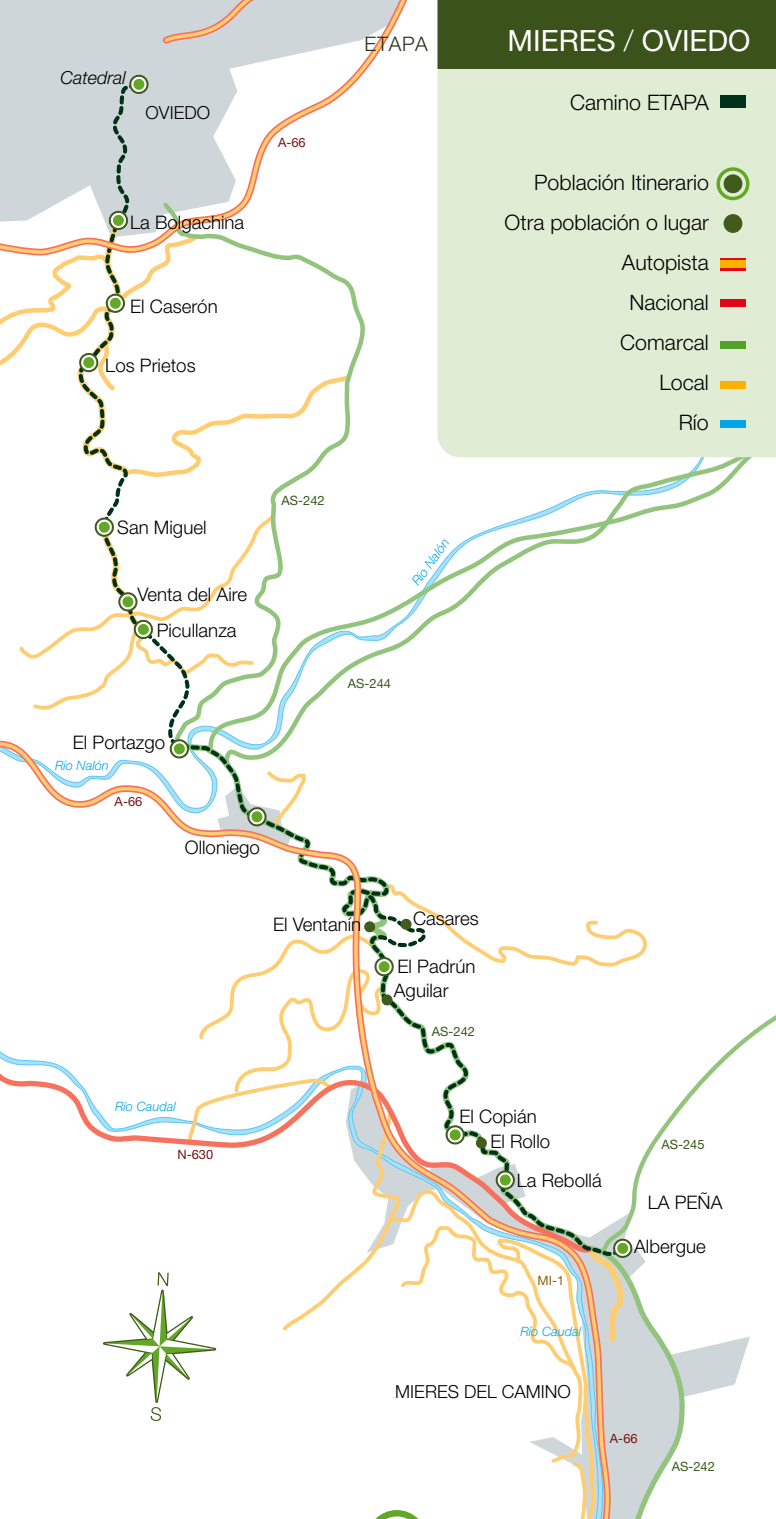 ETAPA
MIERES / OVIEDO
Camino ETAPA
Población Itinerario
Otra población o lugar
Autopista
Nacional
Comarcal
Local
Río
Catedral
OVIEDO
A-66
La Bolgachina
El Caserón
Los Prietos
AS-242
San Miguel
Río Nalón
Venta del Aire
Picullanza
AS-244
El Portazgo
Río Nalón
A-66
Olloniego
El Ventanín
Casares
El Padrún
Aguilar
AS-242
Río Caudal
El Copián
El Rollo
N-630
AS-245
La Rebollá
LA PEÑA
Albergue
N
MI-1
Río Caudal
S
MIERES DEL CAMINO
A-66
AS-242